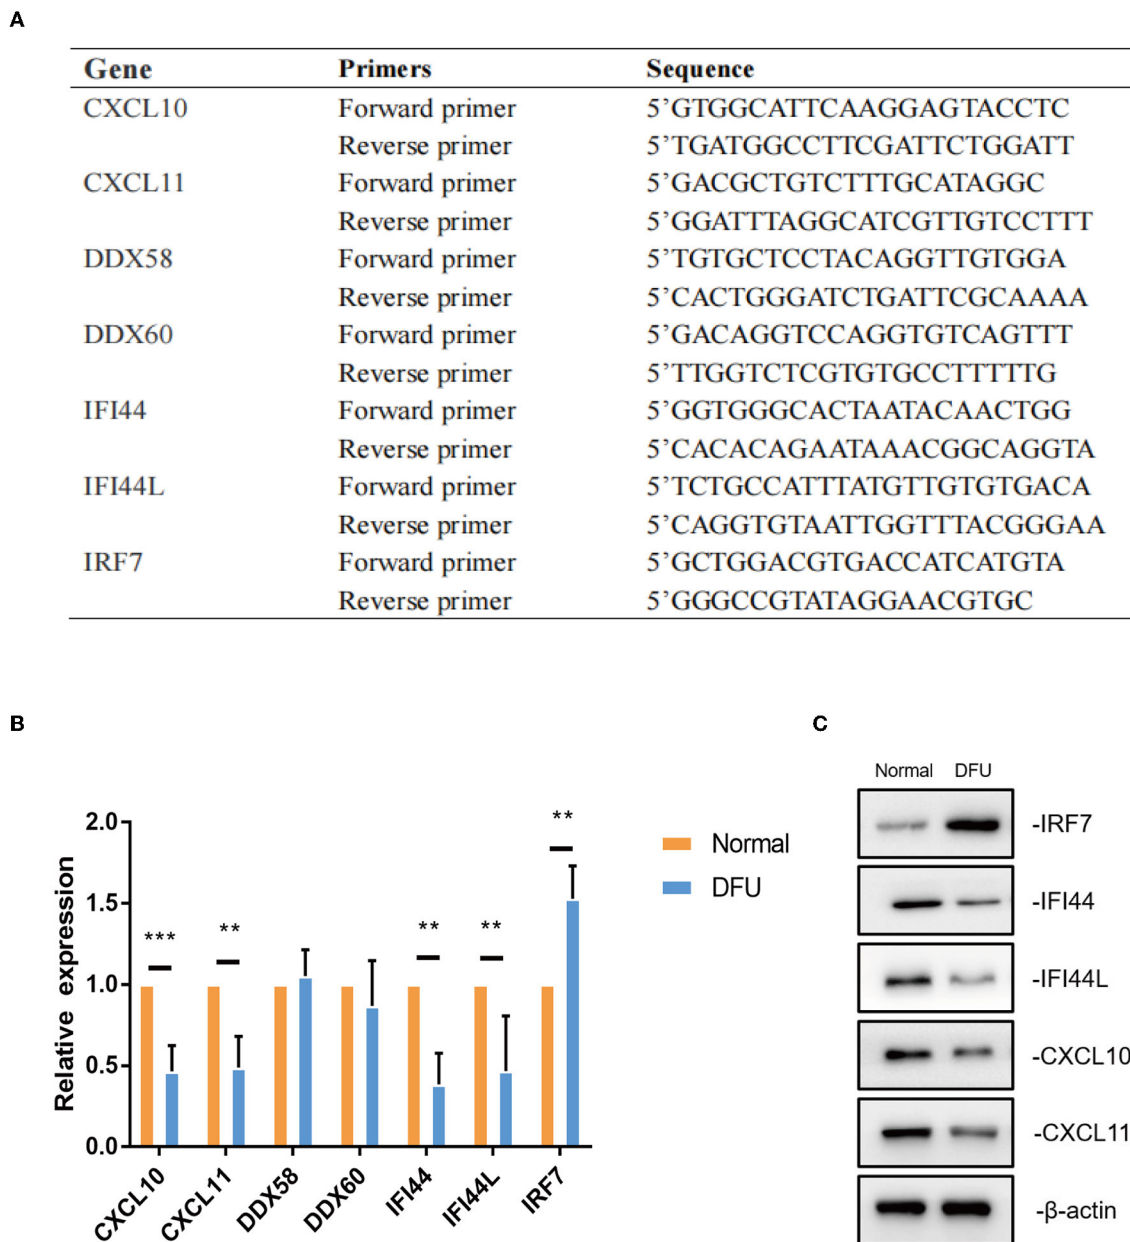 A
Gene Primers Sequence
CXCL10 Forward primer 5’GTGGCATTCAAGGAGTACCTC
Reverse primer 5’TGATGGCCTTCGATTCTGGATT
CXCL11 Forward primer 5’GACGCTGTCTTTGCATAGGC
Reverse primer 5’GGATTTAGGCATCGTTGTCCTTT
DDX58 Forward primer 5’TGTGCTCCTACAGGTTGTGGA
Reverse primer 5’CACTGGGATCTGATTCGCAAAA
DDX60 Forward primer 5’GACAGGTCCAGGTGTCAGTTT
Reverse primer 5’TTGGTCTCGTGTGCCTTTTTG
IFI44 Forward primer 5’GGTGGGCACTAATACAACTGG
Reverse primer 5’CACACAGAATAAACGGCAGGTA
IFI44L Forward primer 5’TCTGCCATTTATGTTGTGTGACA
Reverse primer 5’CAGGTGTAATTGGTTTACGGGAA
IRF7 Forward primer 5’GCTGGACGTGACCATCATGTA
Reverse primer 5’GGGCCGTATAGGAACGTGC
B
Relative expression
2.0
1.5
1.0
0.5
0.0
*** ** ** ** **
CXCL10 CXCL11 DDX58 DDX60 IFI44 IFI44L IRF7
Normal
DFU
C
Normal DFU
-IRF7
-IFI44
-IFI44L
-CXCL10
-CXCL11
-β-actin